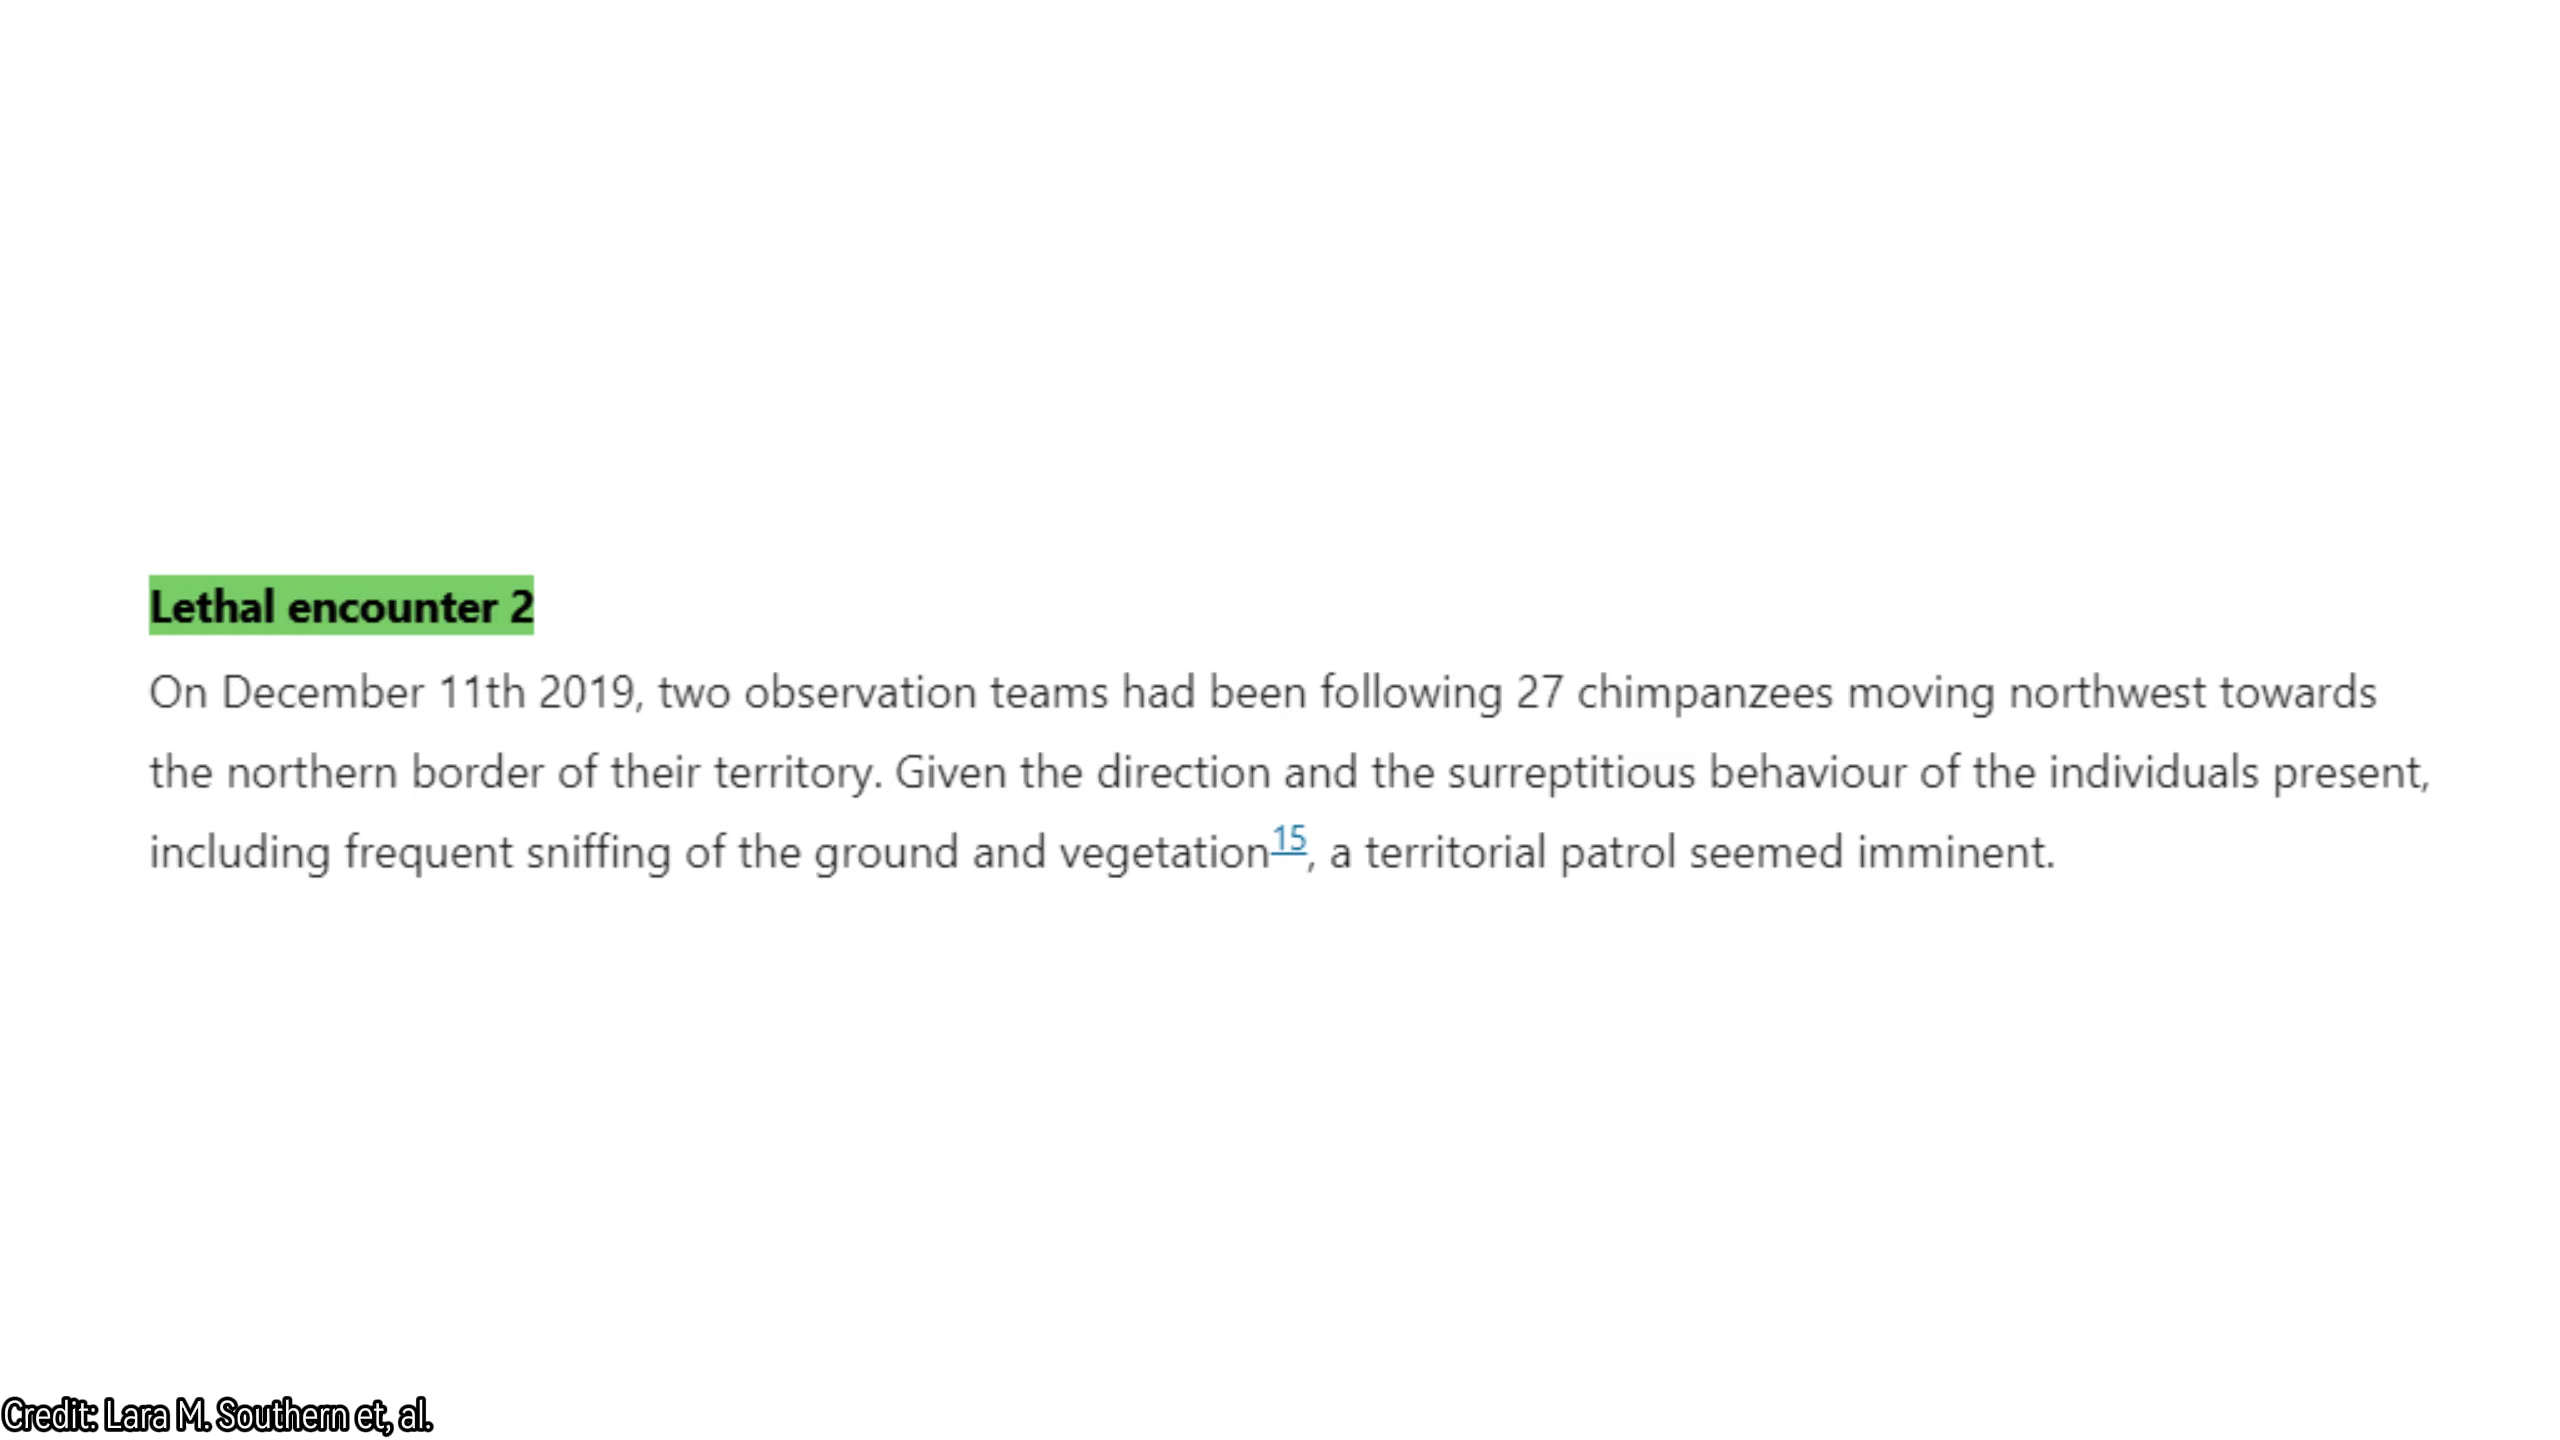 Lethal encounter 2
On December 11th 2019, two observation teams had been following 27 chimpanzees moving northwest towards
the northern border of their territory. Given the direction and the surreptitious behaviour of the individuals present,
including frequent sniffing of the ground and vegetation15, a territorial patrol seemed imminent.
Credit: Lara M. Southern et, al.